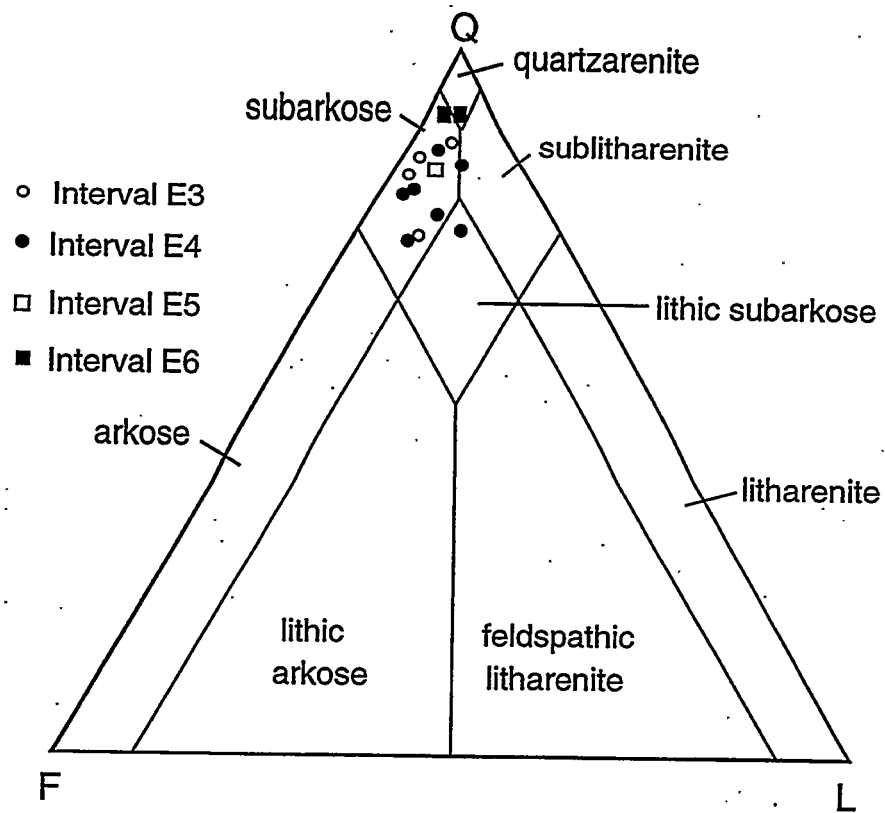 Q
quartzarenite
subarkose
sublitharenite
Interval E3
Interval E4
Interval E5
lithic subarkose
Interval E6
arkose
litharenite
lithic
arkose
feldspathic
litharenite
F
L